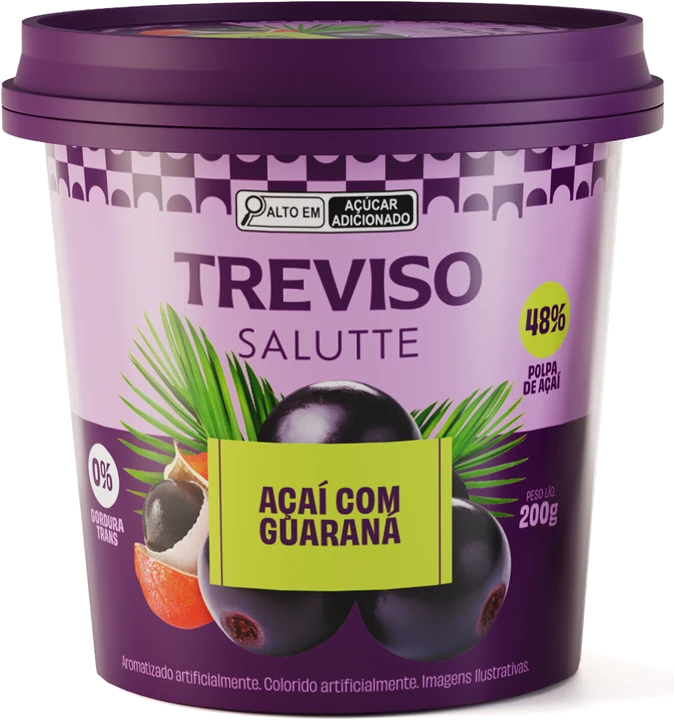 ALTO EM
AÇÚCAR
ADICIONADO
TREVISO
SALUTTE
48%
POLPA
DE AÇAÍ
0%
GORDURA
TRANS
AÇAÍ COM
GUARANÁ
PESO LÍQ.
200g
Aromatizado artificialmente. Colorido artificialmente. Imagens Ilustrativas.